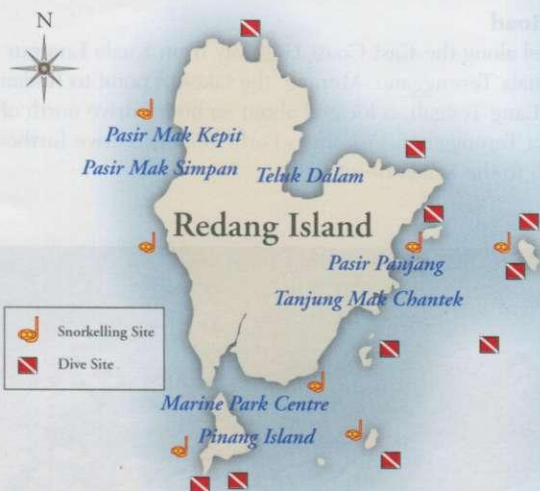 N
Pasir Mak Kepit
Pasir Mak Simpan
Teluk Dalam
Redang Island
Pasir Panjang
Tanjung Mak Chantek
Snorkelling Site
Dive Site
Marine Park Centre
Pinang Island